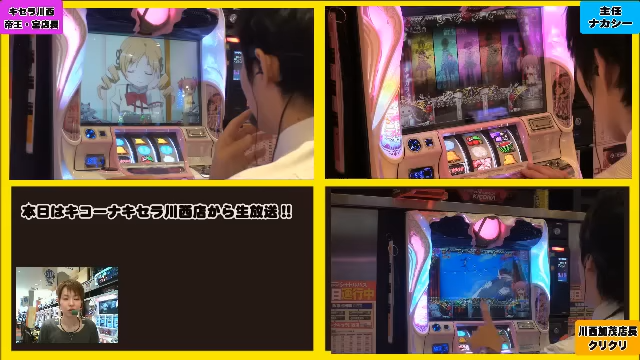 キセラ川西
帝王・宮店長
主任
ナカシー
本日はキコーナキセラ川西店から生放送!!
川西加茂店長
クリクリ